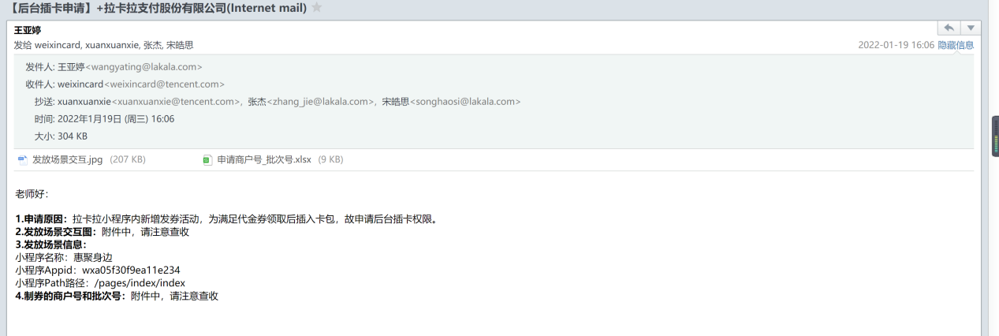 【后台插卡申请】+拉卡拉支付股份有限公司(Internet mail)
王亚婷
发给 weixincard, xuanxuanxie, 张杰, 宋皓思
2022-01-19 16:06 隐藏信息
发件人: 王亚婷<wangyating@lakala.com>
收件人: weixincard<weixincard@tencent.com>
抄送: xuanxuanxie<xuanxuanxie@tencent.com>, 张杰<zhang_jie@lakala.com>, 宋皓思<songhaosi@lakala.com>
时间: 2022年1月19日 (周三) 16:06
大小: 304 KB
发放场景交互.jpg (207 KB) 申请商户号_批次号.xlsx (9 KB)
老师好：
1.申请原因：拉卡拉小程序内新增发券活动，为满足代金券领取后插入卡包，故申请后台插卡权限。
2.发放场景交互图：附件中，请注意查收
3.发放场景信息：
小程序名称：惠聚身边
小程序Appid：wxa05f30f9ea11e234
小程序Path路径：/pages/index/index
4.制券的商户号和批次号：附件中，请注意查收